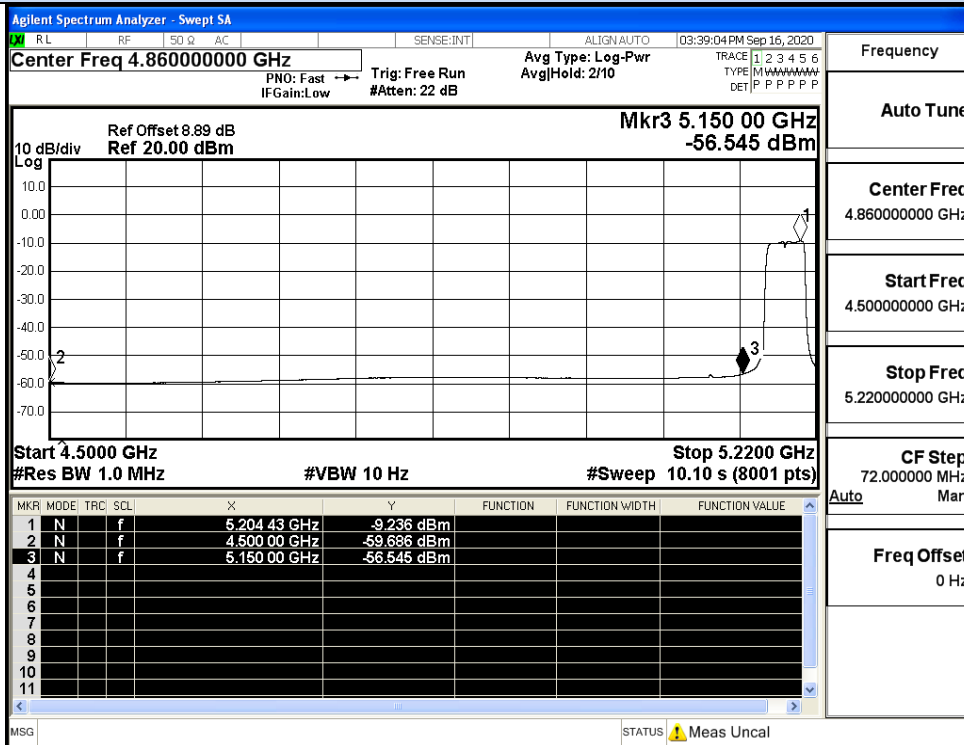 Agilent Spectrum Analyzer - Swept SA
LXI RL RF 50 Ω AC SENSE:INT ALIGN AUTO 03:39:04 PM Sep 16, 2020
Center Freq 4.860000000 GHz
PNO: Fast
IFGain:Low
Trig: Free Run
#Atten: 22 dB
Avg Type: Log-Pwr
Avg|Hold: 2/10
TRACE 1 2 3 4 5 6
TYPE M WWWWW
DET P P P P P P
Mkr3 5.150 00 GHz
-56.545 dBm
Ref Offset 8.89 dB
10 dB/div Ref 20.00 dBm
Log
10.0
0.00
-10.0
-20.0
-30.0
-40.0
-50.0
-60.0
-70.0
1
2
3
Start 4.5000 GHz Stop 5.2200 GHz
#Res BW 1.0 MHz #VBW 10 Hz #Sweep 10.10 s (8001 pts)
MKR MODE TRC SCL X Y FUNCTION FUNCTION WIDTH FUNCTION VALUE
1 N f 5.204 43 GHz -9.236 dBm
2 N f 4.500 00 GHz -59.686 dBm
3 N f 5.150 00 GHz -56.545 dBm
4
5
6
7
8
9
10
11
MSG STATUS Meas Uncal
Frequency
Auto Tune
Center Freq
4.860000000 GHz
Start Freq
4.500000000 GHz
Stop Freq
5.220000000 GHz
CF Step
72.000000 MHz
Auto Man
Freq Offset
0 Hz